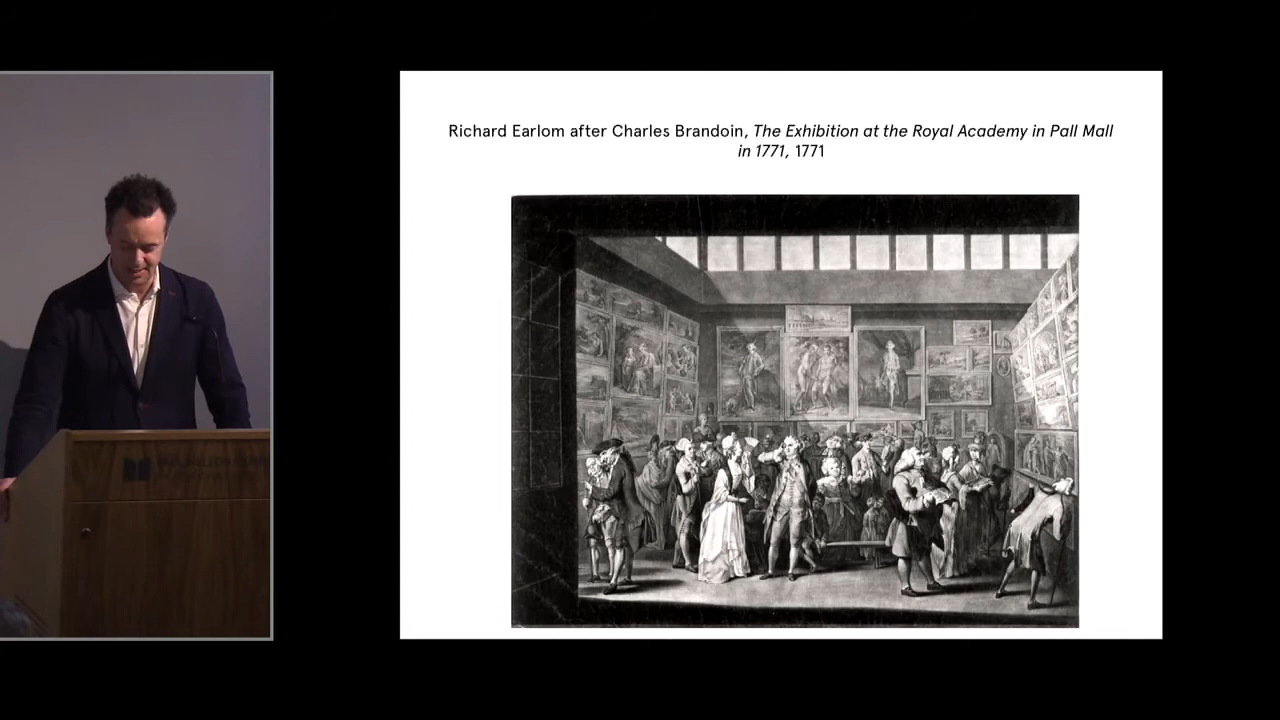 Richard Earlom after Charles Brandoin, The Exhibition at the Royal Academy in Pall Mall
in 1771, 1771